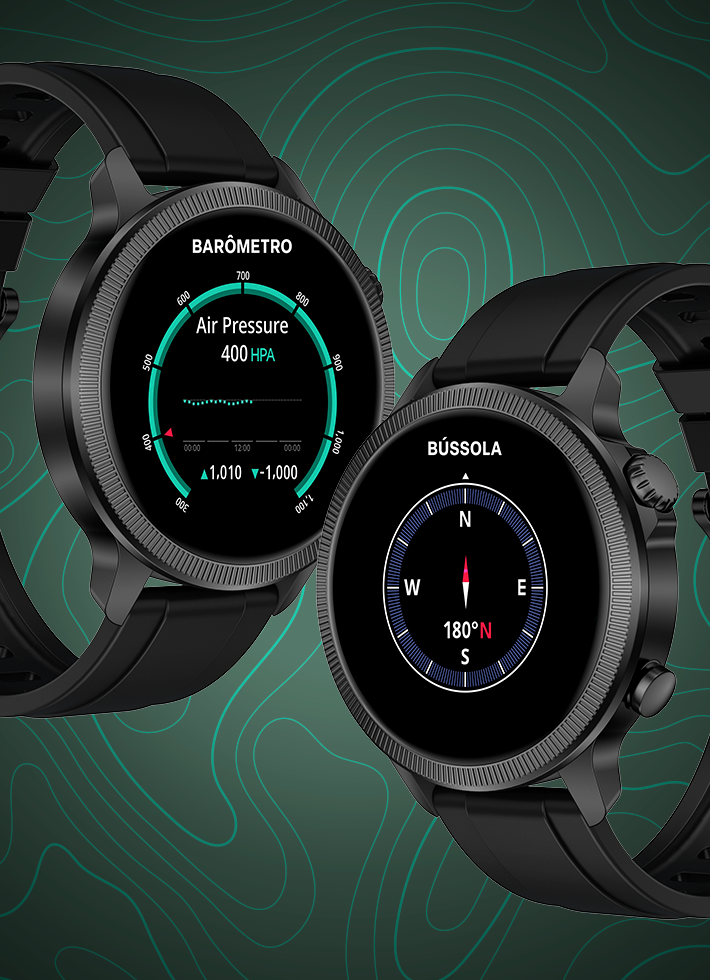 BARÔMETRO
700
600
800
Air Pressure
400 HPA
500
900
400
1,000
00:00 12:00 00:00
▲1,010 ▼-1,000
300
1,100
BÚSSOLA
N
W
E
180°N
S